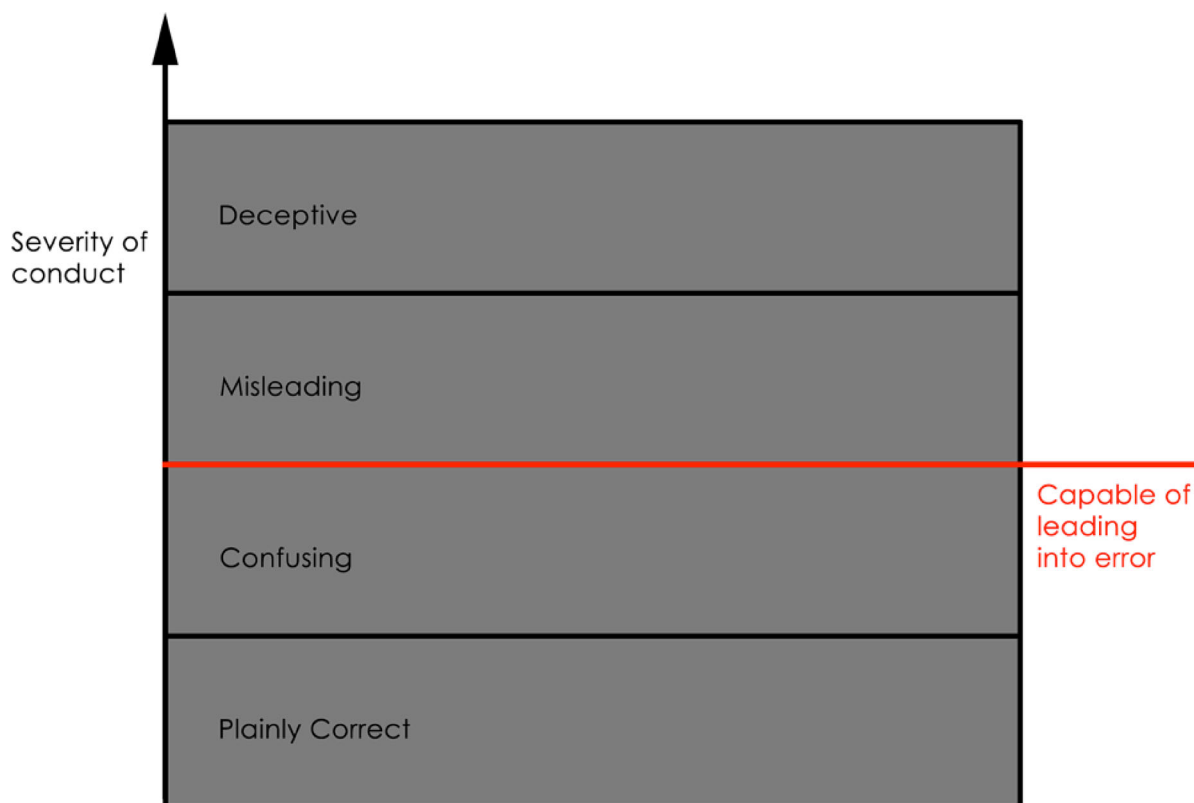 Deceptive
Severity of
conduct
Misleading
Capable of
leading
into error
Confusing
Plainly Correct